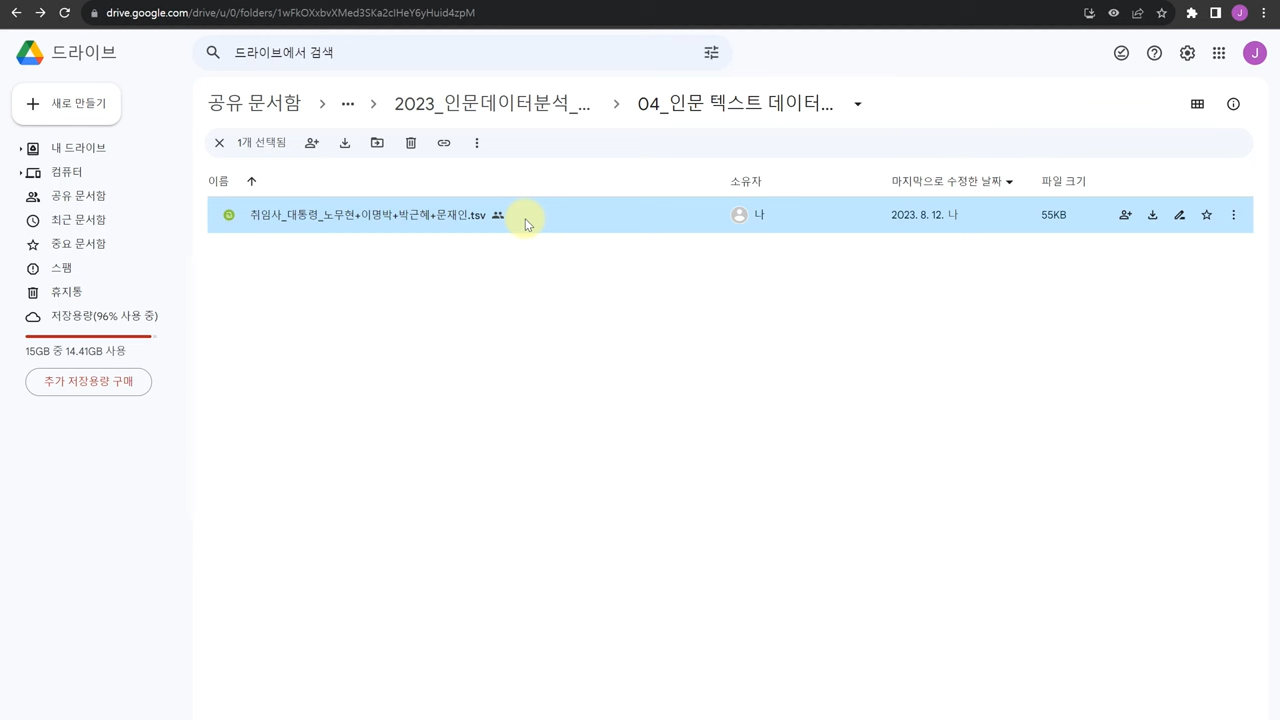 drive.google.com/drive/u/0/folders/1wFkOXxbvXMed3SKa2cIHeY6yHuid4zpM
J
드라이브
드라이브에서 검색
J
새로 만들기
공유 문서함 > ... > 2023_인문데이터분석_... > 04_인문 텍스트 데이터...
1개 선택됨
내 드라이브
컴퓨터
공유 문서함
최근 문서함
중요 문서함
스팸
휴지통
저장용량(96% 사용 중)
15GB 중 14.41GB 사용
추가 저장용량 구매
이름 소유자 마지막으로 수정한 날짜 파일 크기
취임사_대통령_노무현+이명박+박근혜+문재인.tsv 나 2023. 8. 12. 나 55KB